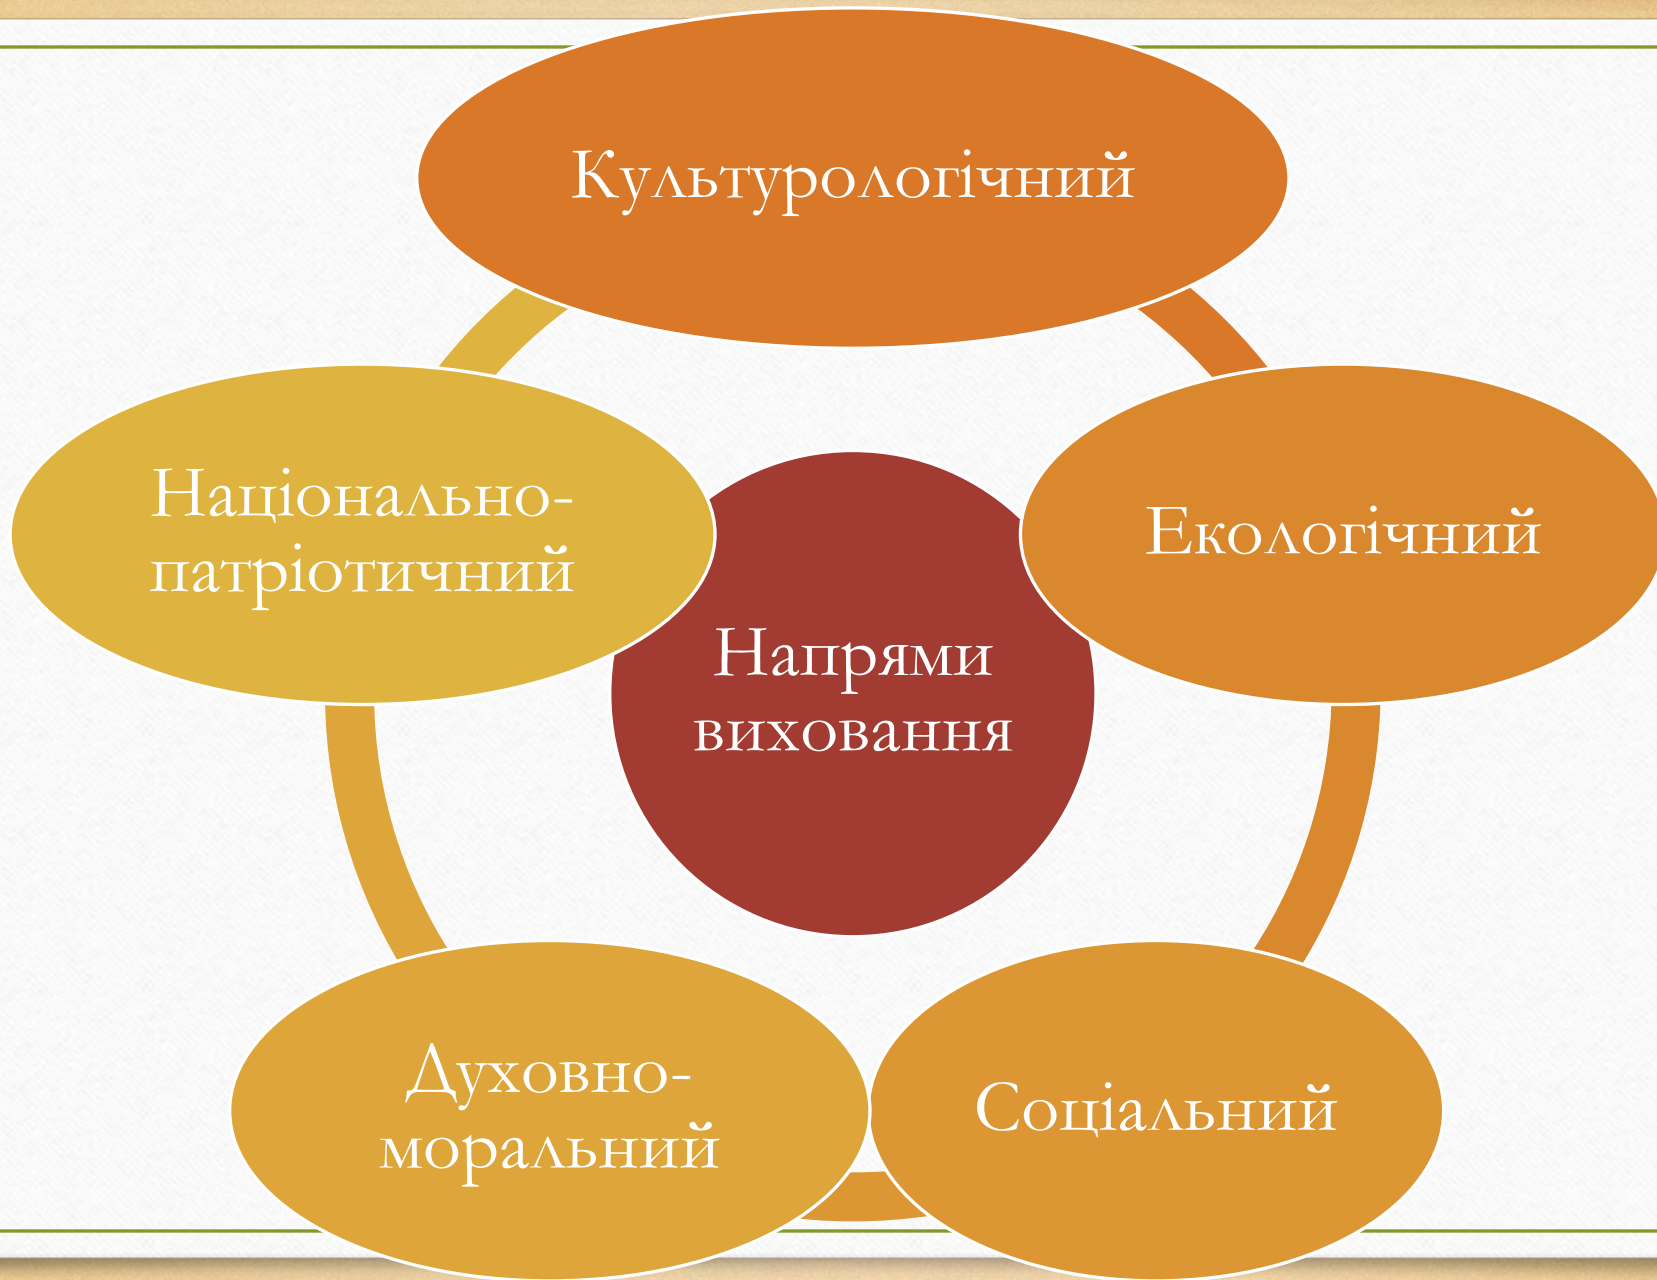 Культурологічний
Екологічний
Соціальний
Духовно-
моральний
Національно-
патріотичний
Напрями
виховання